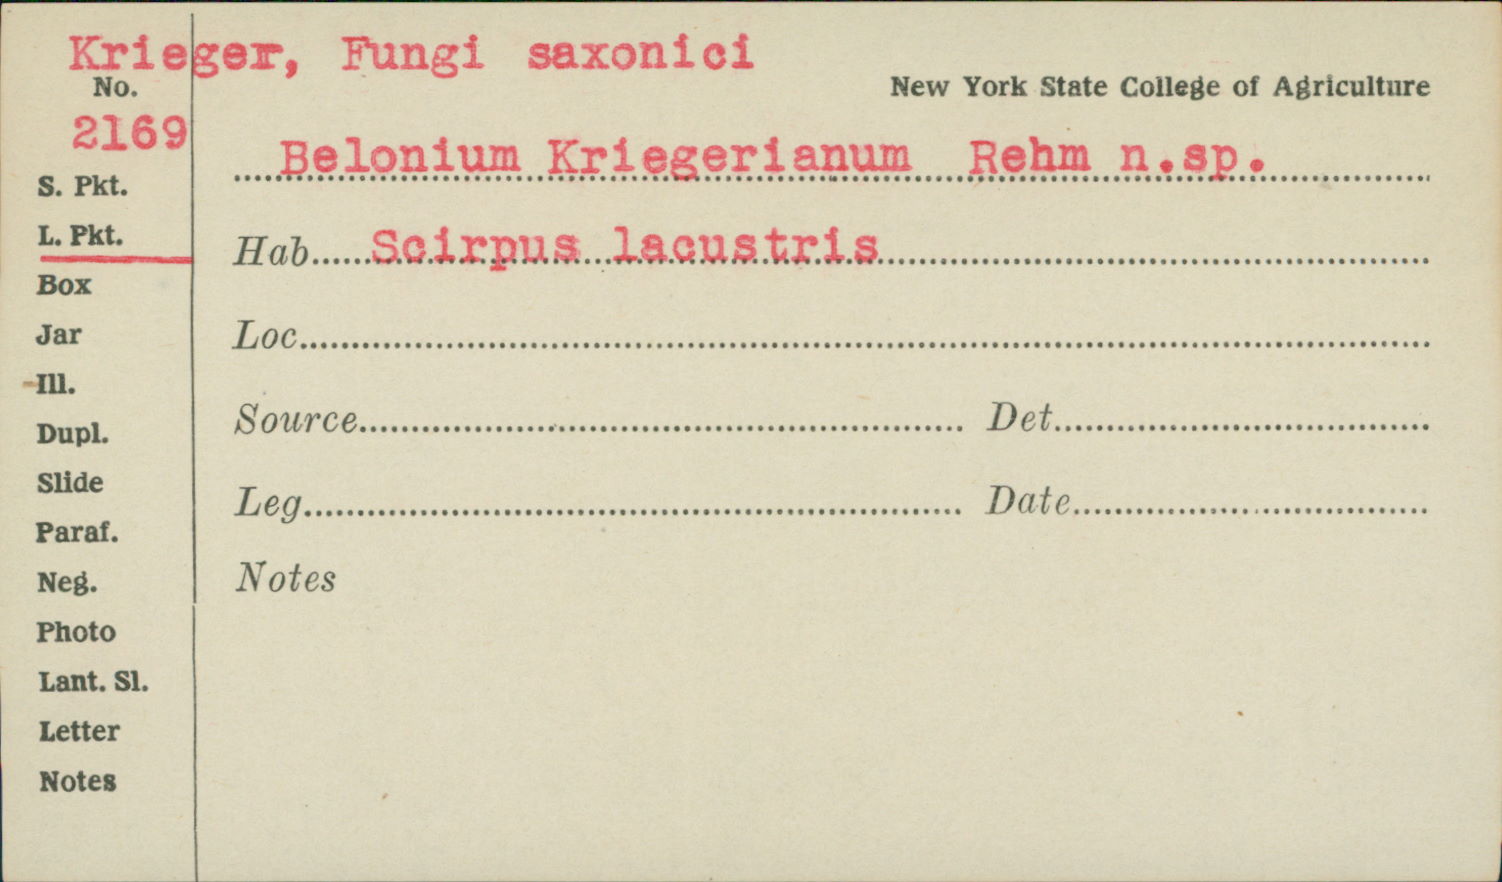 Krieger, Fungi saxonici
No.
New York State College of Agriculture
2169
Belonium Kriegerianum Rehm n.sp.
S. Pkt.
L. Pkt.
Hab......Scirpus lacustris
Box
Jar
Loc
Ill.
Source
Det
Dupl.
Slide
Leg
Date
Paraf.
Neg.
Notes
Photo
Lant. Sl.
Letter
Notes